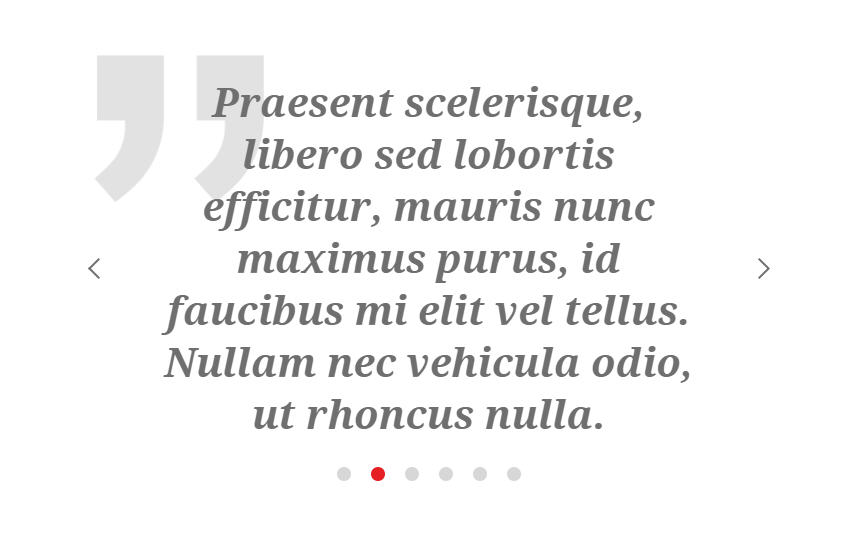 Praesent scelerisque,
libero sed lobortis
efficitur, mauris nunc
maximus purus, id
faucibus mi elit vel tellus.
Nullam nec vehicula odio,
ut rhoncus nulla.